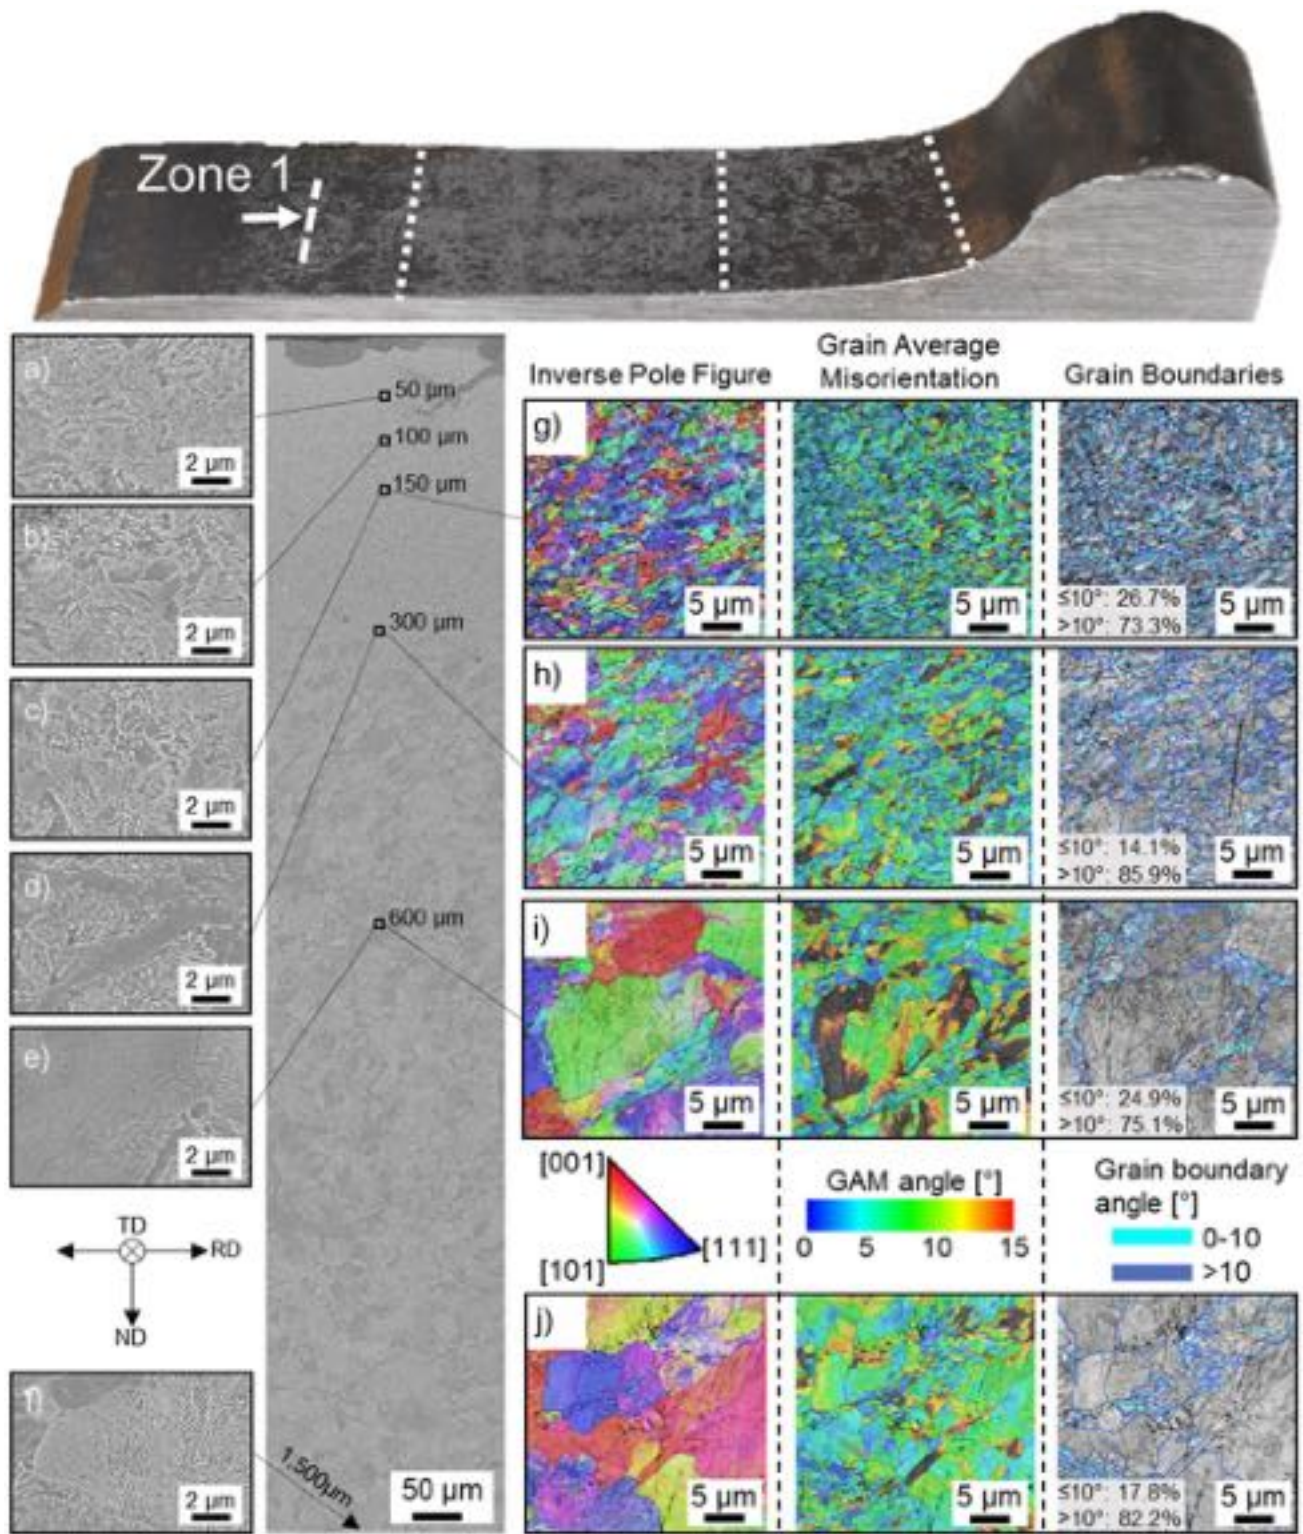 Zone 1
a)
2 µm
b)
2 µm
c)
2 µm
d)
2 µm
e)
2 µm
TD
RD
ND
f)
2 µm
50 µm
100 µm
150 µm
300 µm
600 µm
1.500µm
50 µm
Inverse Pole Figure
Grain Average
Misorientation
Grain Boundaries
g)
5 µm
5 µm
≤10°: 26.7%
>10°: 73.3%
5 µm
h)
5 µm
5 µm
≤10°: 14.1%
>10°: 85.9%
5 µm
i)
5 µm
5 µm
≤10°: 24.9%
>10°: 75.1%
5 µm
[001]
[101]
[111]
GAM angle [°]
0 5 10 15
Grain boundary
angle [°]
0-10
>10
j)
5 µm
5 µm
≤10°: 17.8%
>10°: 82.2%
5 µm